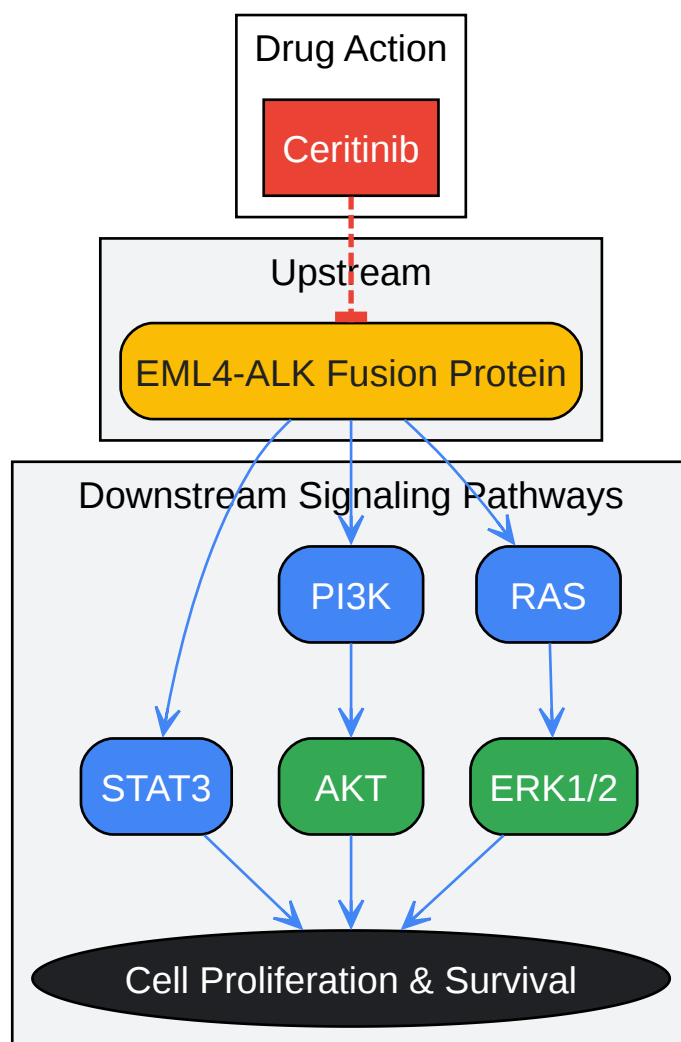 Drug Action
Ceritinib
Upstream
EML4-ALK Fusion Protein
Downstream Signaling Pathways
PI3K
RAS
STAT3
AKT
ERK1/2
Cell Proliferation & Survival